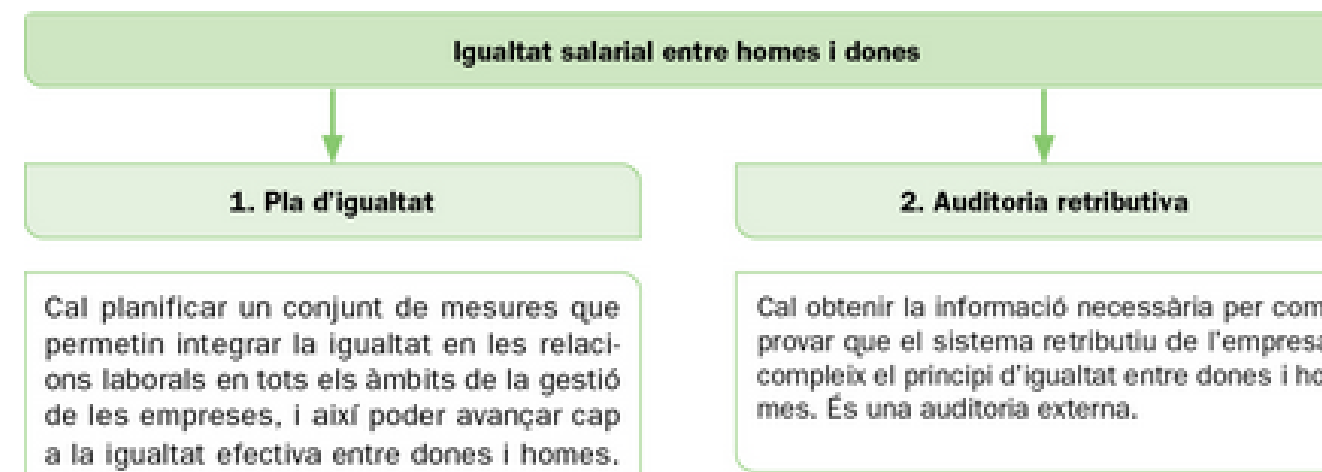 Igualtat salarial entre homes i dones
1. Pla d'igualtat
Cal planificar un conjunt de mesures que
permetin integrar la igualtat en les relaci-
ons laborals en tots els àmbits de la gestió
de les empreses, i així poder avançar cap
a la igualtat efectiva entre dones i homes.
2. Auditoria retributiva
Cal obtenir la informació necessària per com
provar que el sistema retributiu de l'empresa
compleix el principi d'igualtat entre dones i ho
mes. És una auditoria externa.